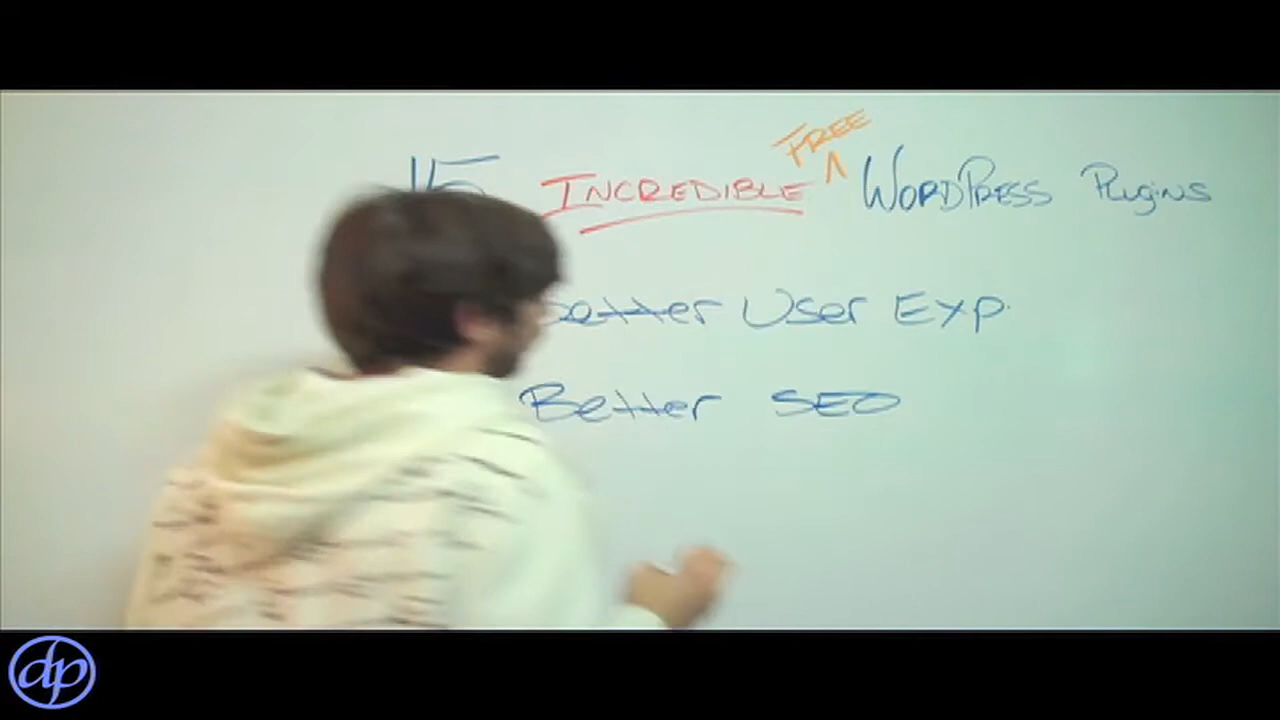 15 INCREDIBLE FREE WORDPRESS Plugins
Better User Exp.
Better SEO
dp